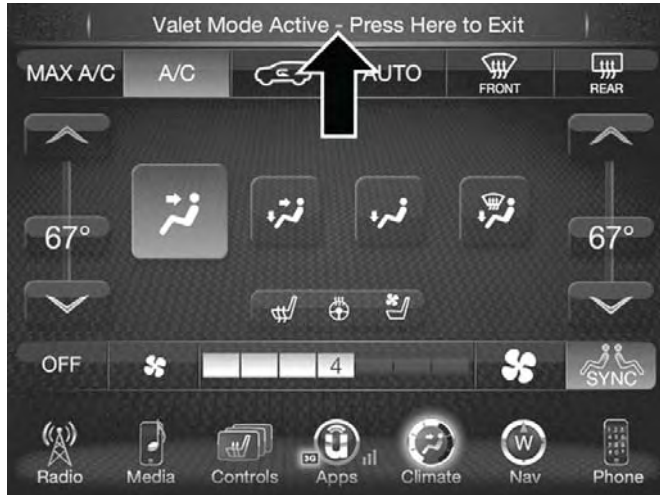 Valet Mode Active - Press Here to Exit
MAX A/C A/C AUTO FRONT REAR
67° 67°
OFF 4 SYNC
3G W
Radio Media Controls Apps Climate Nav Phone